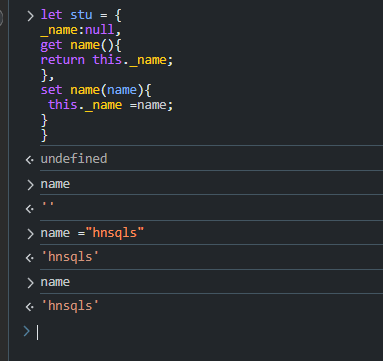 let stu = {
_name:null,
get name(){
return this._name;
},
set name(name){
 this._name =name;
}
}
undefined
name
''
name ="hnsqls"
'hnsqls'
name
'hnsqls'